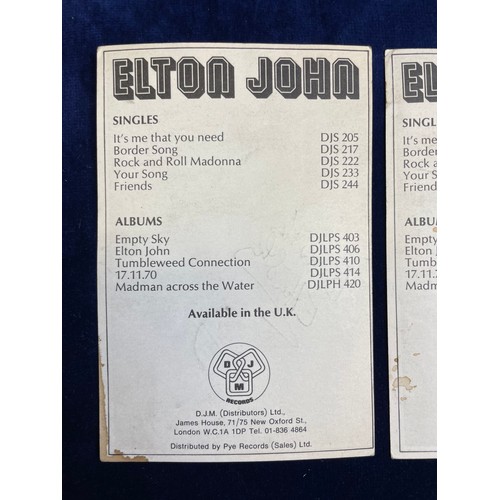 ELTON JOHN
SINGLES
It's me that you need DJS 205
Border Song DJS 217
Rock and Roll Madonna DJS 222
Your Song DJS 233
Friends DJS 244
ALBUMS
Empty Sky DJLPS 403
Elton John DJLPS 406
Tumbleweed Connection DJLPS 410
17.11.70 DJLPS 414
Madman across the Water DJLPH 420
Available in the U.K.
D J
M
RECORDS
D.J.M. (Distributors) Ltd.,
James House, 71/75 New Oxford St.,
London W.C.1A 1DP Tel. 01-836 4864
Distributed by Pye Records (Sales) Ltd.
EL
SINGL
It's me
Border
Rock a
Your S
Friends
ALBU
Empty
Elton J
Tumbl
17.11.7
Madm